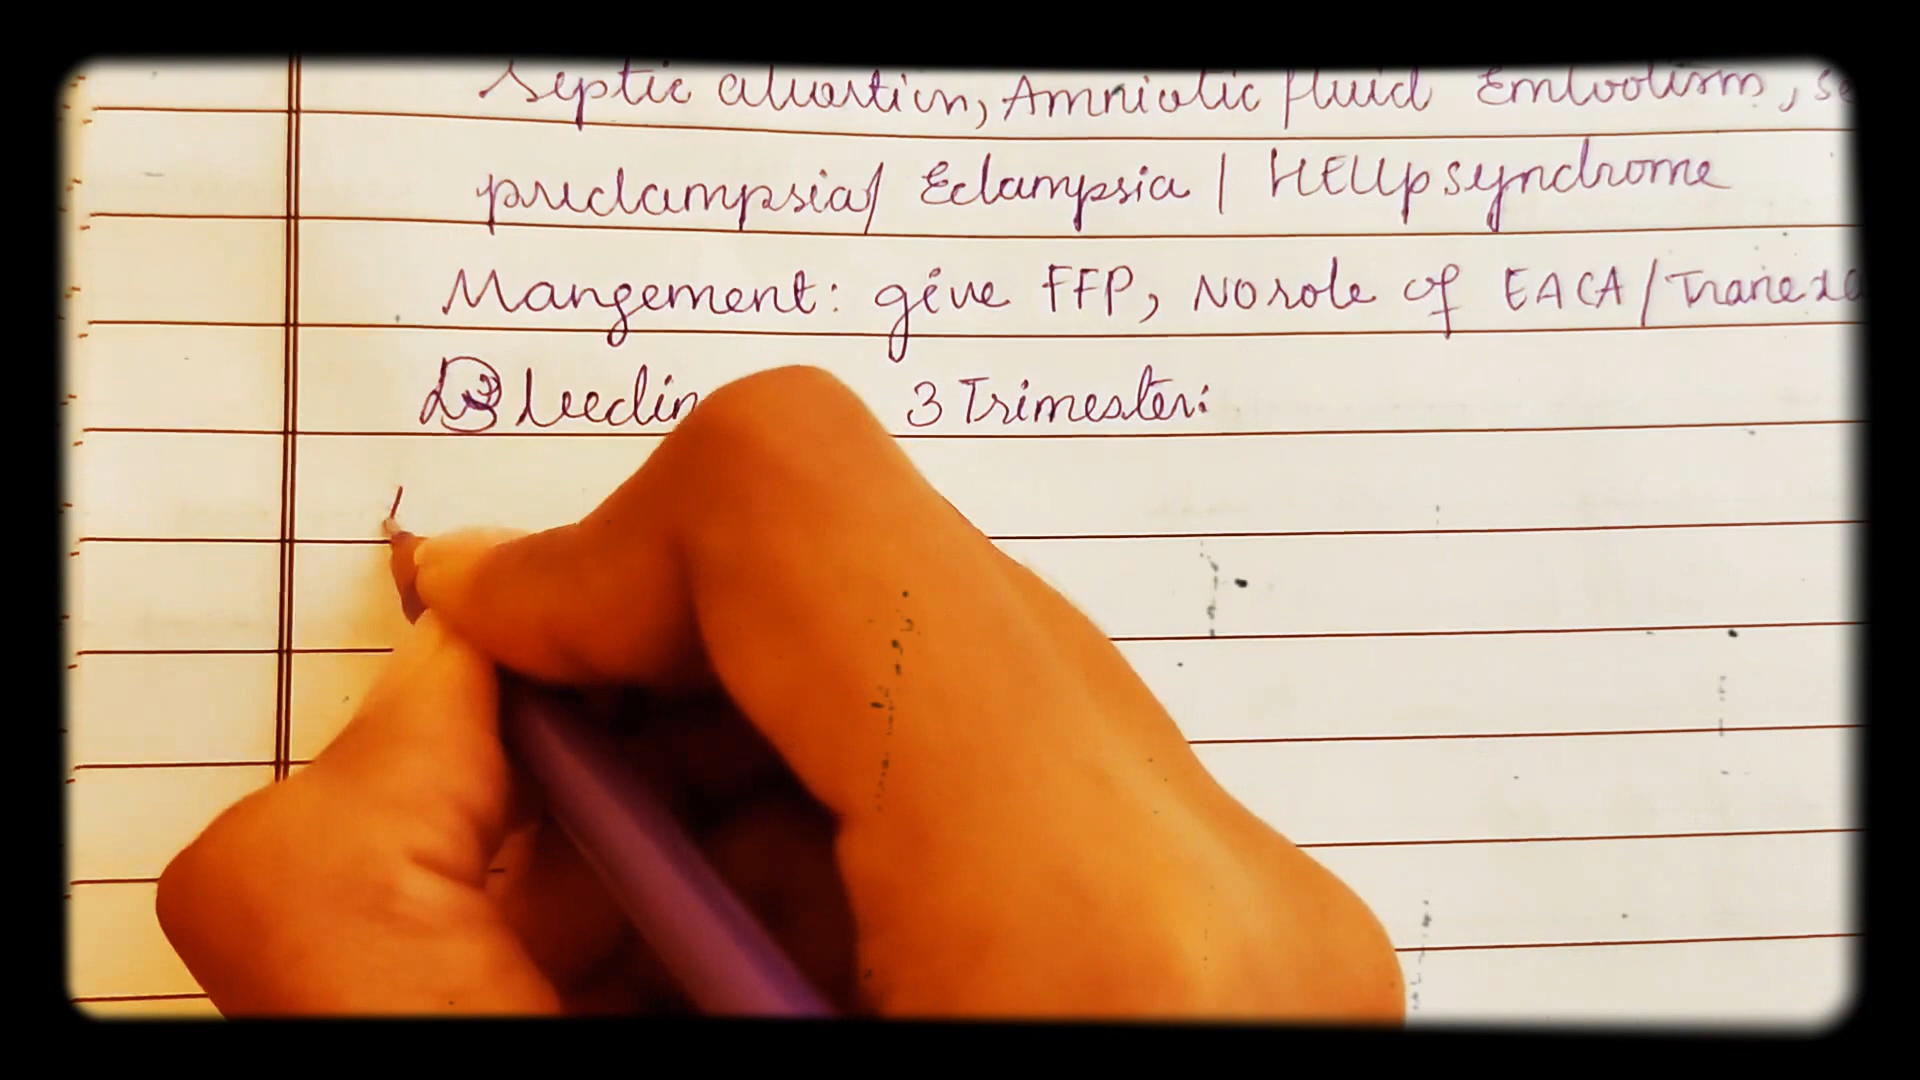 Septic abortion, Amniotic fluid Embolism, se
preclampsia/ Eclampsia / HELLp syndrome
Mangement: give FFP, No role of EACA/Tranexa
3 Trimester: